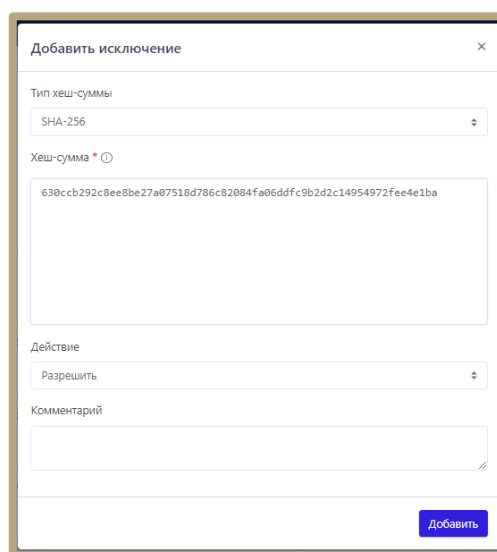 Добавить исключение
Тип хеш-суммы
SHA-256
Хеш-сумма *
630ccb292c8ee8be27a07518d786c82084fa06ddfc9b2d2c14954972fee4e1ba
Действие
Разрешить
Комментарий
Добавить